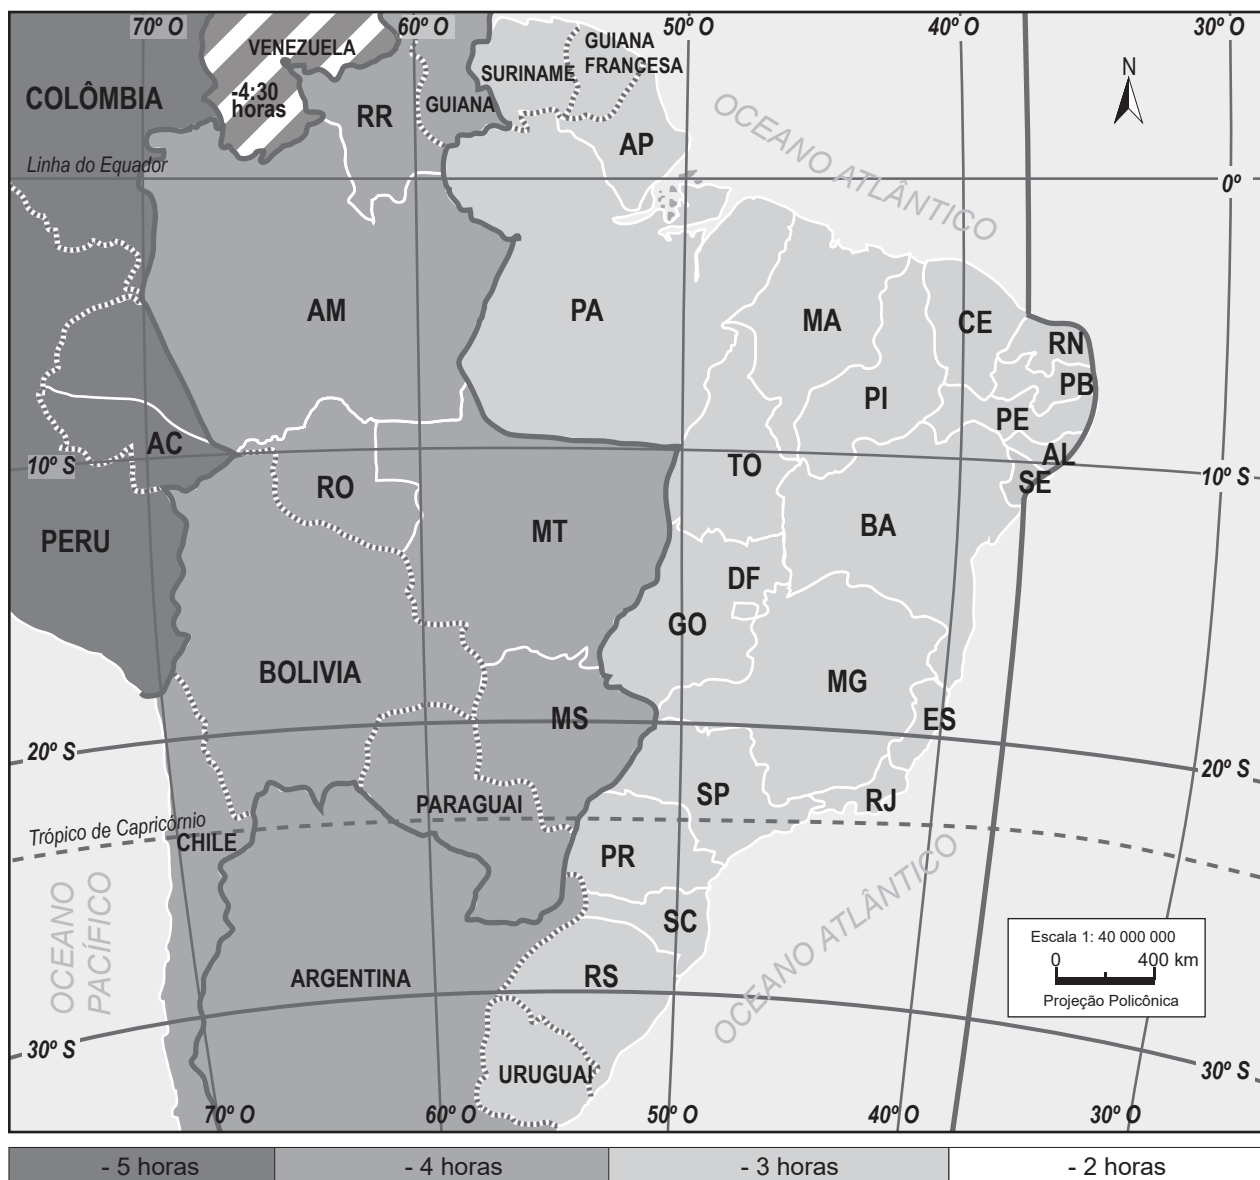 70º O
60º O
50º O
40º O
30º O
VENEZUELA
-4:30
horas
COLÔMBIA
GUIANA
FRANCESA
SURINAME
GUIANA
RR
AP
N
OCEANO ATLÂNTICO
Linha do Equador
0º
AM
PA
MA
CE
RN
PB
PI
PE
AC
AL
10º S
TO
SE
10º S
RO
PERU
MT
BA
DF
GO
BOLIVIA
MG
MS
ES
20º S
20º S
SP
RJ
PARAGUAI
Trópico de Capricórnio
CHILE
PR
OCEANO
PACÍFICO
SC
OCEANO ATLÂNTICO
ARGENTINA
RS
Escala 1: 40 000 000
0 400 km
Projeção Policônica
30º S
URUGUAI
30º S
70º O
60º O
50º O
40º O
30º O
- 5 horas
- 4 horas
- 3 horas
- 2 horas